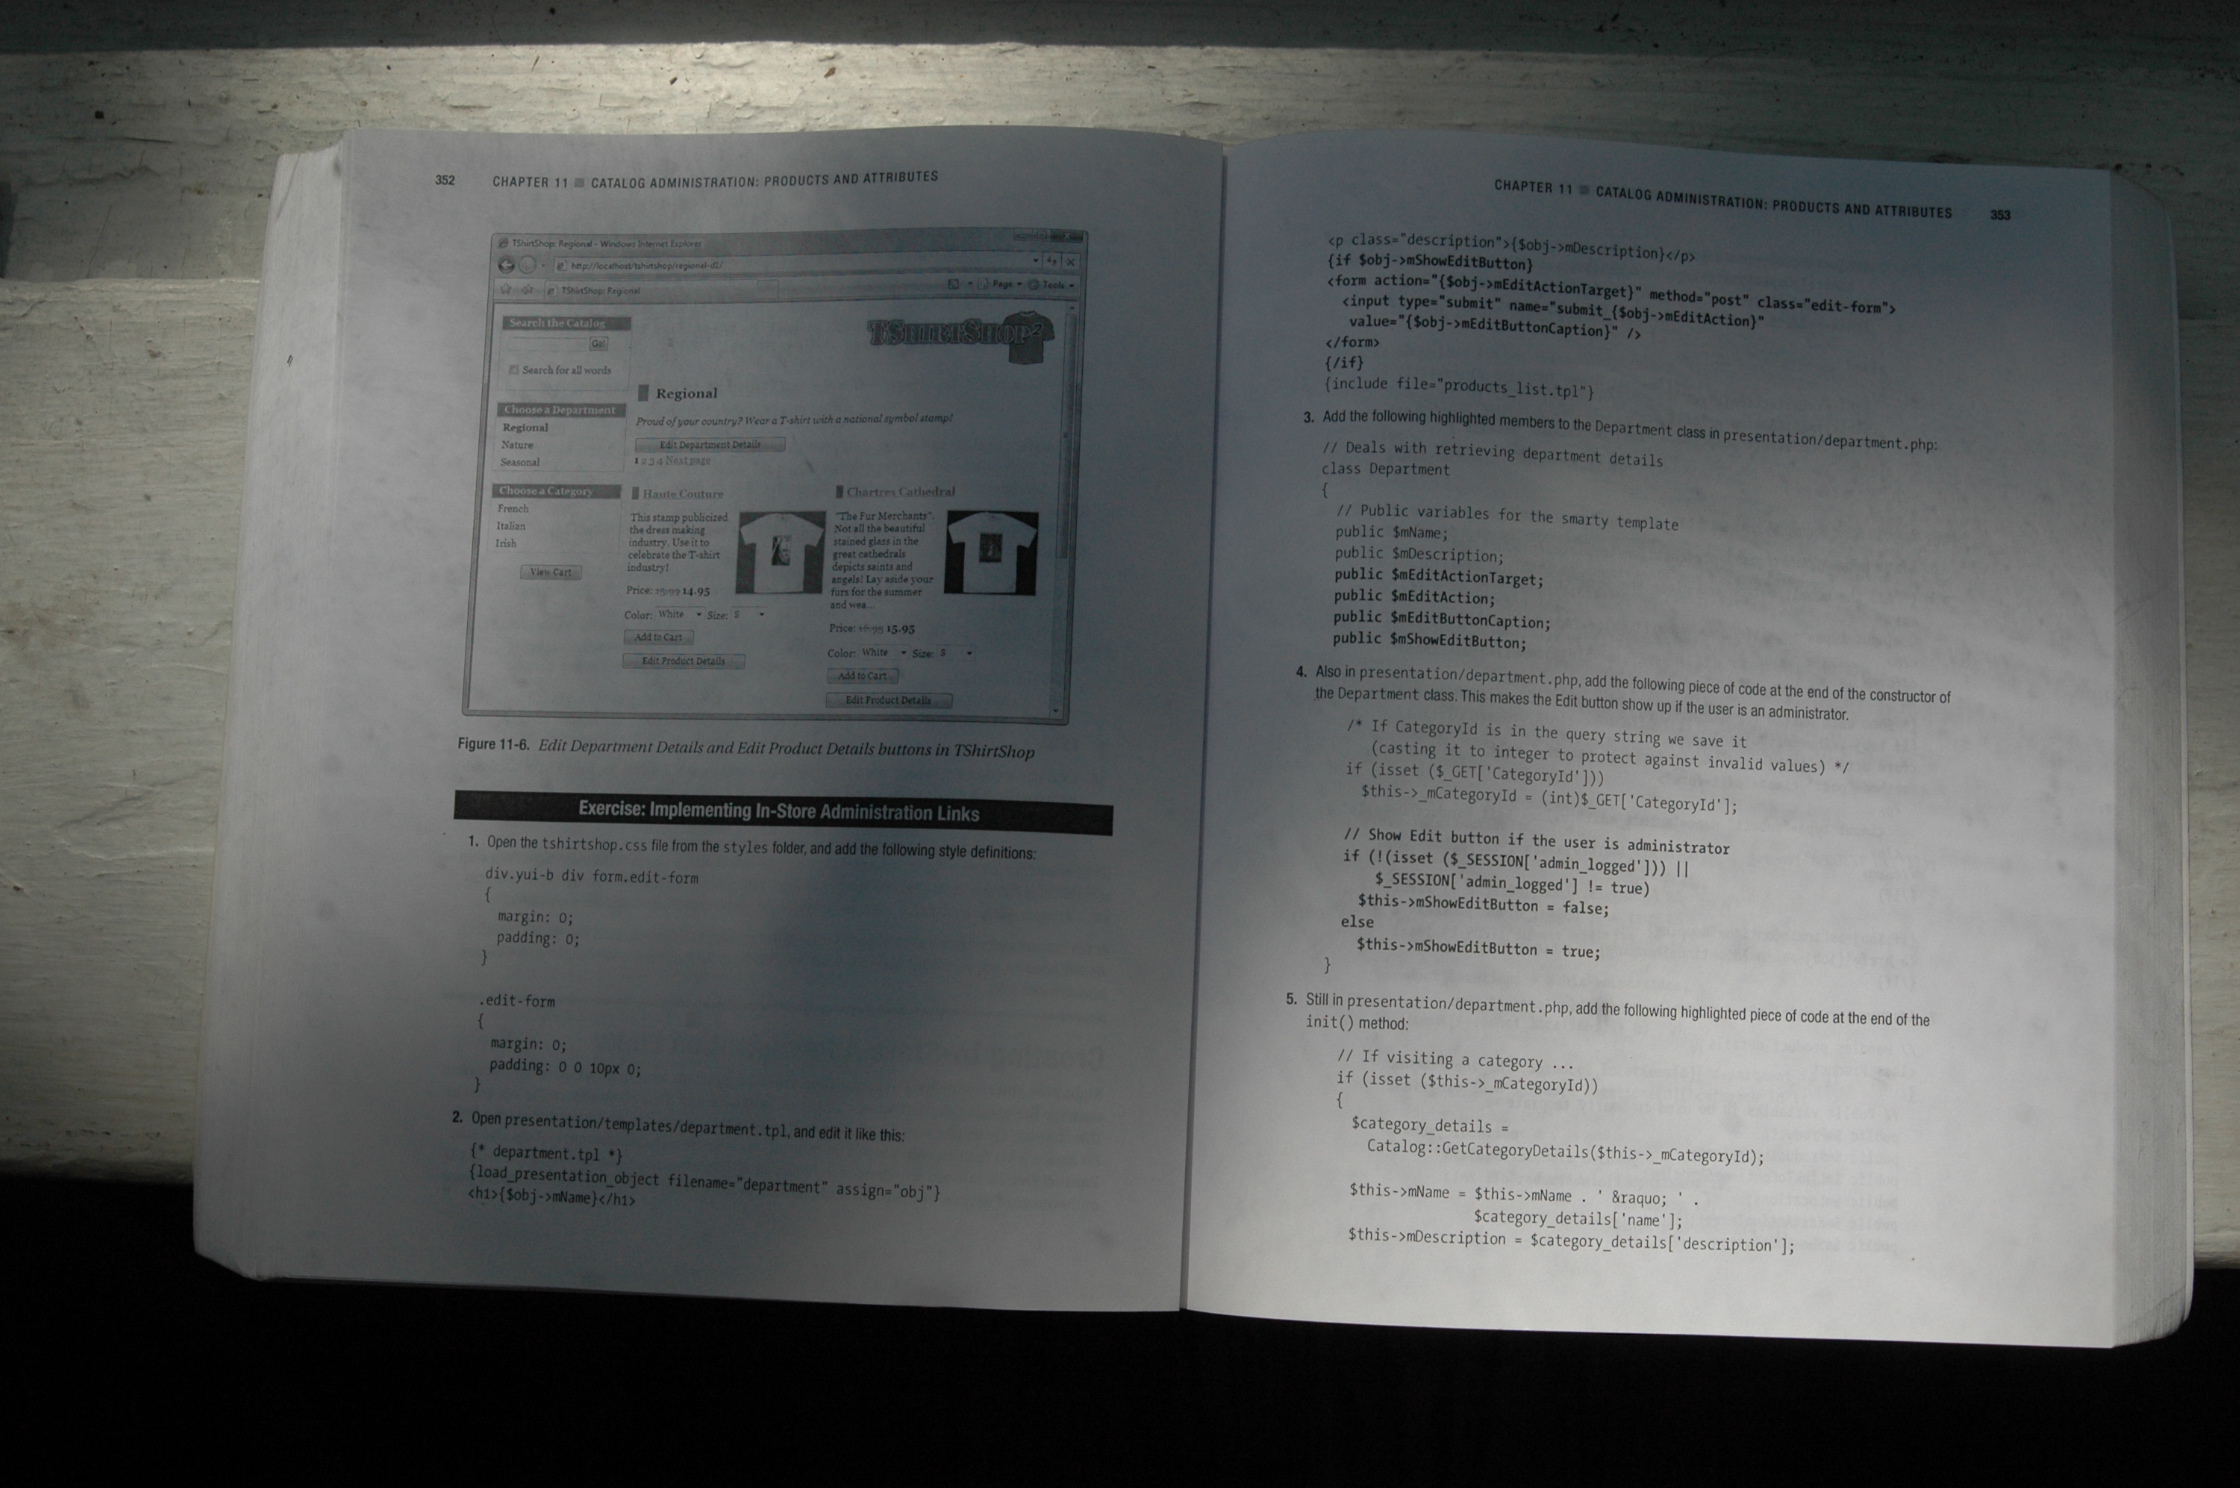 352 CHAPTER 11 ■ CATALOG ADMINISTRATION: PRODUCTS AND ATTRIBUTES
TShirtShop: Regional - Windows Internet Explorer
http://localhost/tshirtshop/regional-d1/
TShirtShop: Regional
Page
Tools
Search the Catalog
Go!
Search for all words
TSHIRTSHOP
Choose a Department
Regional
Nature
Seasonal
Choose a Category
French
Italian
Irish
View Cart
Regional
Proud of your country? Wear a T-shirt with a national symbol stamp!
Edit Department Details
1 2 3 4 Next page
Haute Couture
This stamp publicized
the dress making
industry. Use it to
celebrate the T-shirt
industry!
Price: 15.99 14.95
Color: White Size: S
Add to Cart
Edit Product Details
Chartres Cathedral
"The Fur Merchants".
Not all the beautiful
stained glass in the
great cathedrals
depicts saints and
angels! Lay aside your
furs for the summer
and wea...
Price: 16.95 15.95
Color: White Size: S
Add to Cart
Edit Product Details
Figure 11-6. Edit Department Details and Edit Product Details buttons in TShirtShop
Exercise: Implementing In-Store Administration Links
1. Open the tshirtshop.css file from the styles folder, and add the following style definitions:
div.yui-b div form.edit-form
{
margin: 0;
padding: 0;
}
.edit-form
{
margin: 0;
padding: 0 0 10px 0;
}
2. Open presentation/templates/department.tpl, and edit it like this:
{* department.tpl *}
{load_presentation_object filename="department" assign="obj"}
<h1>{$obj->mName}</h1>
CHAPTER 11 ■ CATALOG ADMINISTRATION: PRODUCTS AND ATTRIBUTES 353
<p class="description">{$obj->mDescription}</p>
{if $obj->mShowEditButton}
<form action="{$obj->mEditActionTarget}" method="post" class="edit-form">
<input type="submit" name="submit_{$obj->mEditAction}"
value="{$obj->mEditButtonCaption}" />
</form>
{/if}
{include file="products_list.tpl"}
3. Add the following highlighted members to the Department class in presentation/department.php:
// Deals with retrieving department details
class Department
{
// Public variables for the smarty template
public $mName;
public $mDescription;
public $mEditActionTarget;
public $mEditAction;
public $mEditButtonCaption;
public $mShowEditButton;
4. Also in presentation/department.php, add the following piece of code at the end of the constructor of
the Department class. This makes the Edit button show up if the user is an administrator.
/* If CategoryId is in the query string we save it
(casting it to integer to protect against invalid values) */
if (isset ($_GET['CategoryId']))
$this->_mCategoryId = (int)$_GET['CategoryId'];
// Show Edit button if the user is administrator
if (!(isset ($_SESSION['admin_logged'])) ||
$_SESSION['admin_logged'] != true)
$this->mShowEditButton = false;
else
$this->mShowEditButton = true;
}
5. Still in presentation/department.php, add the following highlighted piece of code at the end of the
init() method:
// If visiting a category ...
if (isset ($this->_mCategoryId))
{
$category_details =
Catalog::GetCategoryDetails($this->_mCategoryId);
$this->mName = $this->mName . ' &raquo; ' .
$category_details['name'];
$this->mDescription = $category_details['description'];